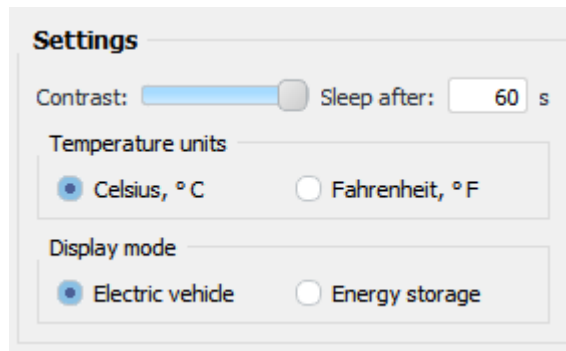 Settings
Contrast: Sleep after: 60 s
Temperature units
Celsius, °C Fahrenheit, °F
Display mode
Electric vehicle Energy storage